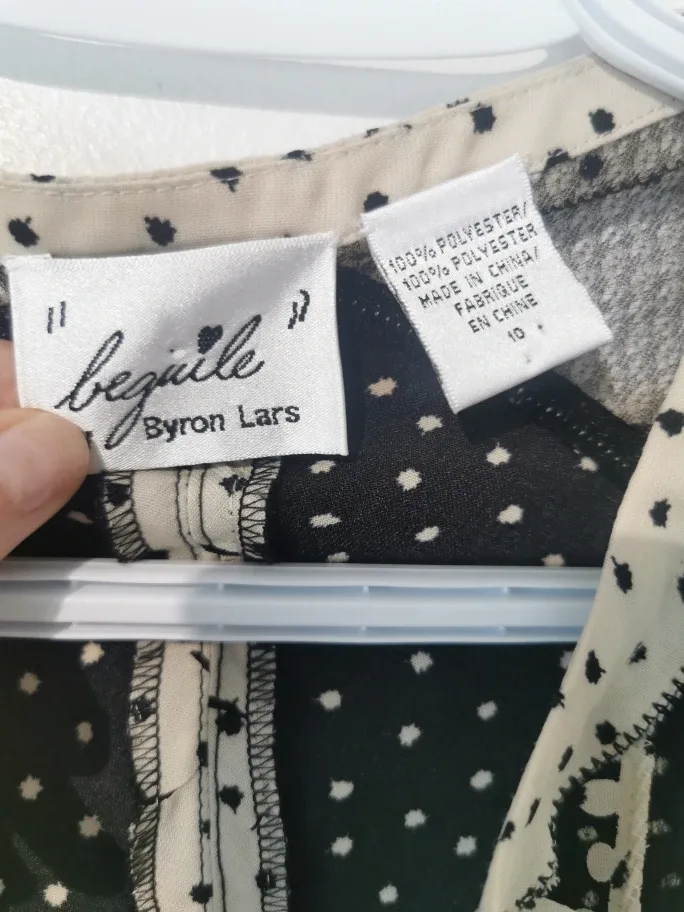 " beguile "
Byron Lars
100% POLYESTER/
100% POLYESTER
MADE IN CHINA/
FABRIQUE
EN CHINE
10